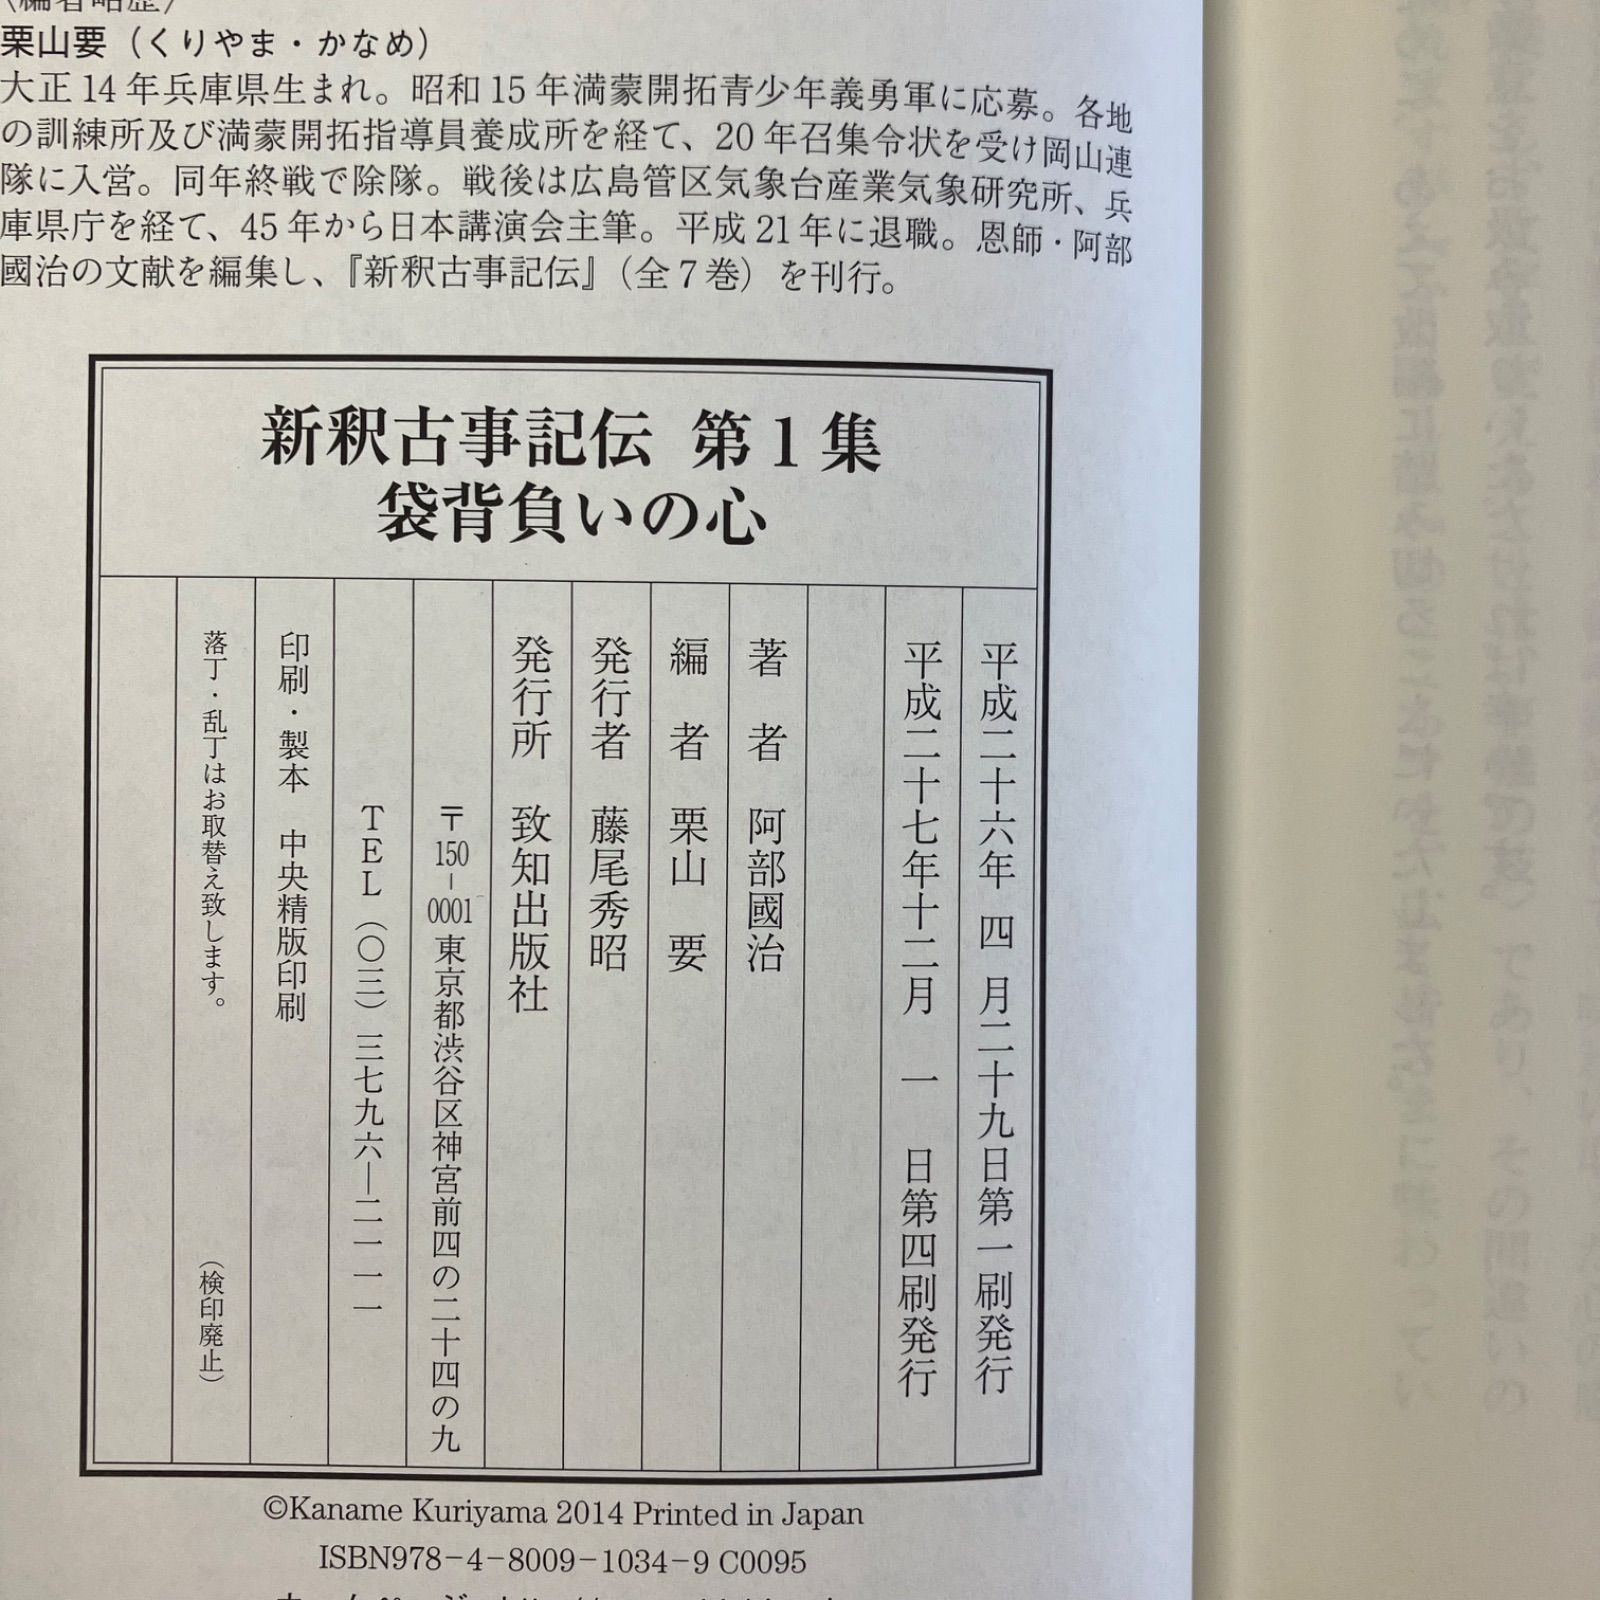 〈編者略歴〉
栗山要（くりやま・かなめ）
大正14年兵庫県生まれ。昭和15年満蒙開拓青少年義勇軍に応募。各地
の訓練所及び満蒙開拓指導員養成所を経て、20年召集令状を受け岡山連
隊に入営。同年終戦で除隊。戦後は広島管区気象台産業気象研究所、兵
庫県庁を経て、45年から日本講演会主筆。平成21年に退職。恩師・阿部
國治の文献を編集し、『新釈古事記伝』（全7巻）を刊行。
新釈古事記伝 第1集
袋背負いの心
平成二十六年 四 月二十九日第一刷発行
平成二十七年十二月 一 日第四刷発行
著 者 阿部國治
編 者 栗山 要
発行者 藤尾秀昭
発行所 致知出版社
〒150-0001 東京都渋谷区神宮前四の二十四の九
TEL（〇三）三七九六―二一一一
印刷・製本 中央精版印刷
落丁・乱丁はお取替え致します。 （検印廃止）
©Kaname Kuriyama 2014 Printed in Japan
ISBN978-4-8009-1034-9 C0095